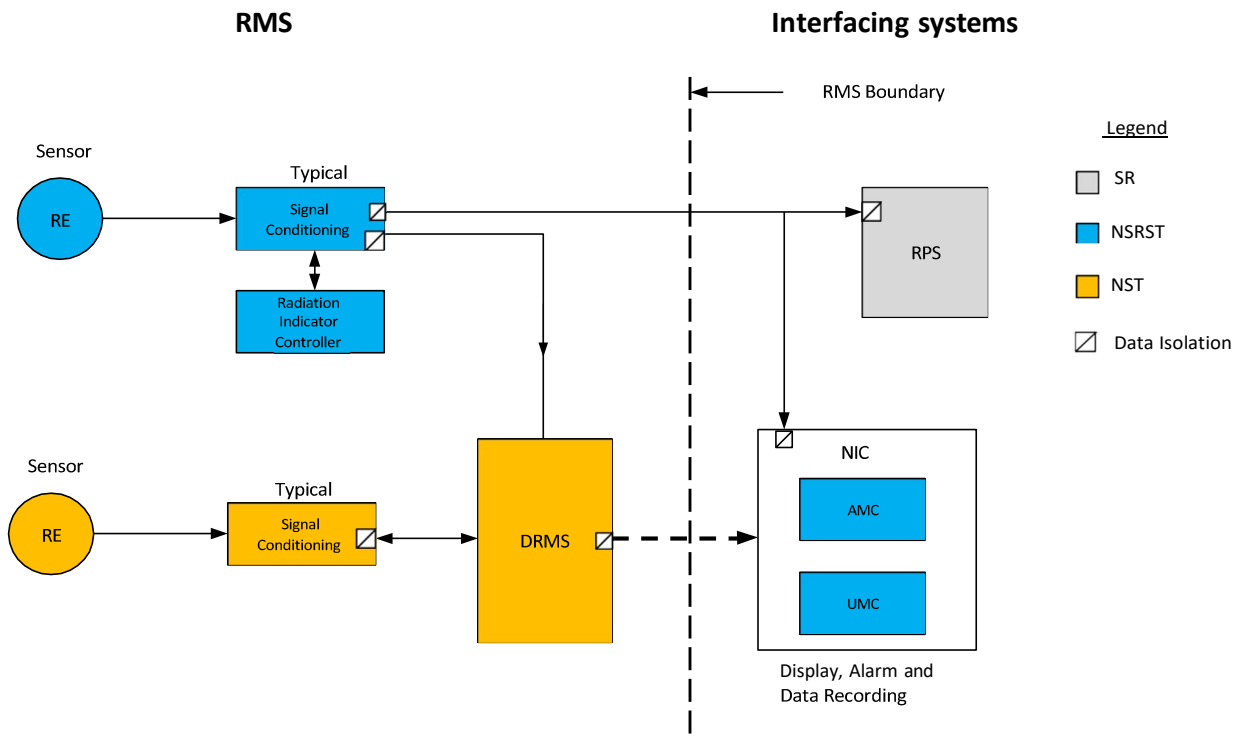 RMS
Interfacing systems
RMS Boundary
Legend
SR
NSRST
NST
Data Isolation
Sensor
RE
Typical
Signal
Conditioning
Radiation
Indicator
Controller
RPS
Sensor
RE
Typical
Signal
Conditioning
DRMS
NIC
AMC
UMC
Display, Alarm and
Data Recording